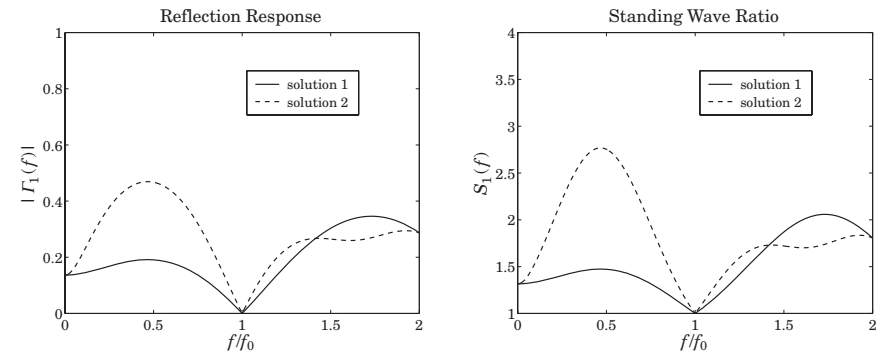 Reflection Response
1
0.8
0.6
0.4
0.2
0
| Γ1(f)|
solution 1
solution 2
0
0.5
1
1.5
2
f/f0
Standing Wave Ratio
4
3.5
3
2.5
2
1.5
1
S1(f)
solution 1
solution 2
0
0.5
1
1.5
2
f/f0